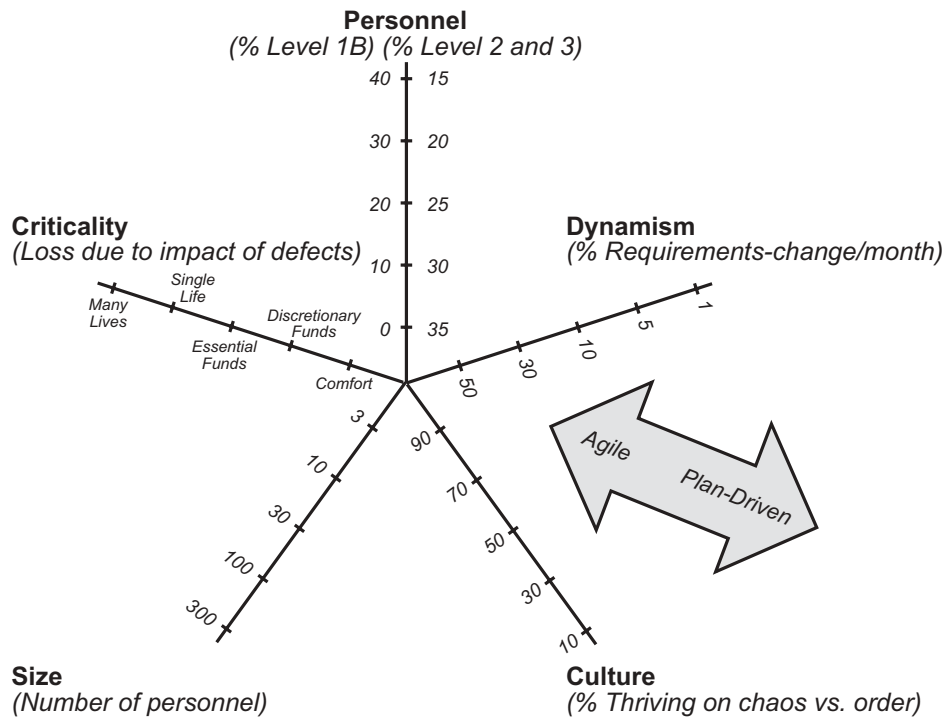 Personnel
(% Level 1B) (% Level 2 and 3)
40 15
30 20
20 25
10 30
0 35
Criticality
(Loss due to impact of defects)
Many
Lives
Single
Life
Essential
Funds
Discretionary
Funds
Comfort
Dynamism
(% Requirements-change/month)
1
5
10
30
50
Agile
Plan-Driven
3
10
30
100
300
90
70
50
30
10
Size
(Number of personnel)
Culture
(% Thriving on chaos vs. order)